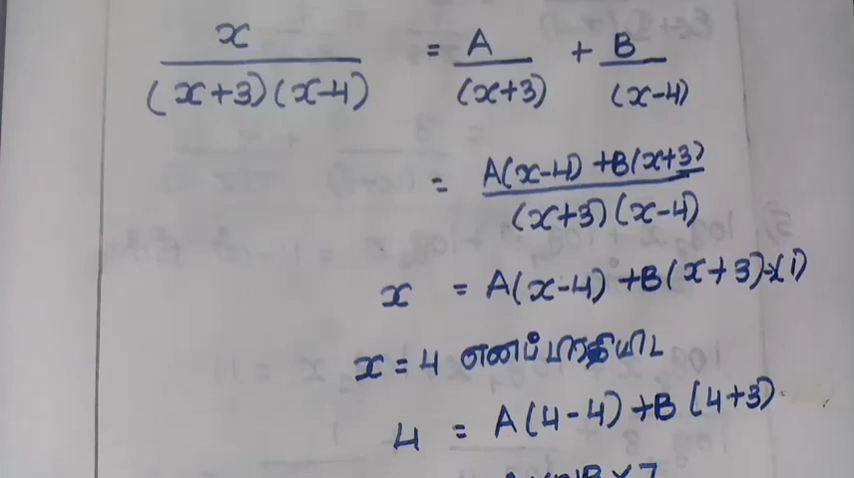 x / (x+3)(x-4) = A / (x+3) + B / (x-4)
= A(x-4) + B(x+3) / (x+3)(x-4)
x = A(x-4) + B(x+3) → (1)
x = 4 எனப் பிரதியிட
4 = A(4-4) + B(4+3)